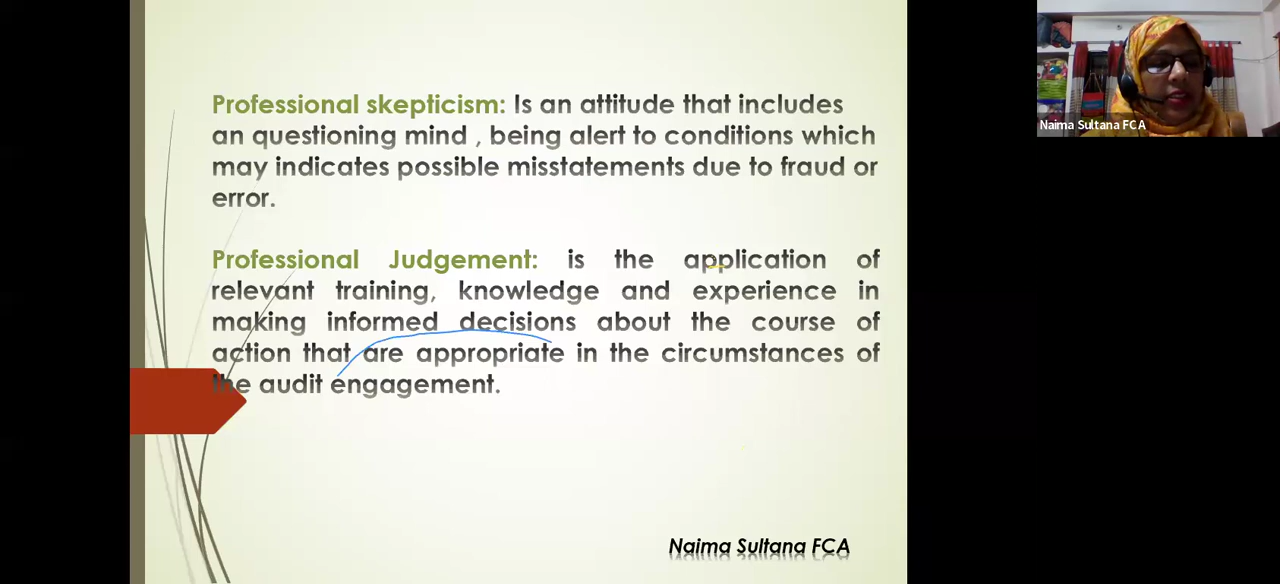 Professional skepticism: Is an attitude that includes
an questioning mind , being alert to conditions which
may indicates possible misstatements due to fraud or
error.
Professional Judgement: is the application of
relevant training, knowledge and experience in
making informed decisions about the course of
action that are appropriate in the circumstances of
the audit engagement.
Naima Sultana FCA
Naima Sultana FCA